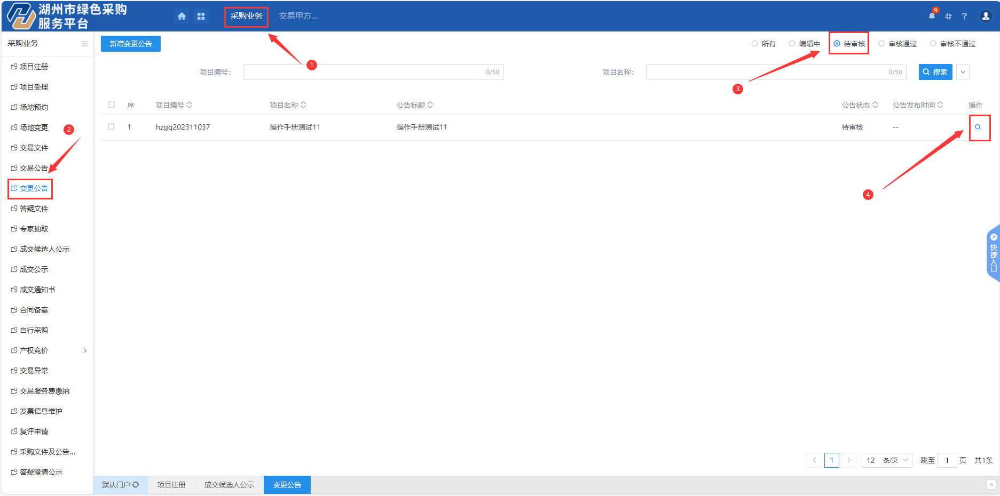 湖州市绿色采购
服务平台
采购业务
交易甲方...
9
?
采购业务
项目注册
项目受理
场地预约
场地变更
交易文件
交易公告
变更公告
答疑文件
专家抽取
成交候选人公示
成交公示
成交通知书
合同备案
自行采购
产权竞价
交易异常
交易服务费缴纳
发票信息维护
复评申请
采购文件及公告...
答疑澄清公示
新增变更公告
所有 编辑中 待审核 审核通过 审核不通过
1
2
3
4
项目编号： 0/50 项目名称： 0/50 搜索
序 项目编号 项目名称 公告标题 公告状态 公告发布时间 操作
1 hzgq202311037 操作手册测试11 操作手册测试11 待审核 --
快捷入口
1 12 条/页 跳至 1 页 共1条
默认门户 项目注册 成交候选人公示 变更公告